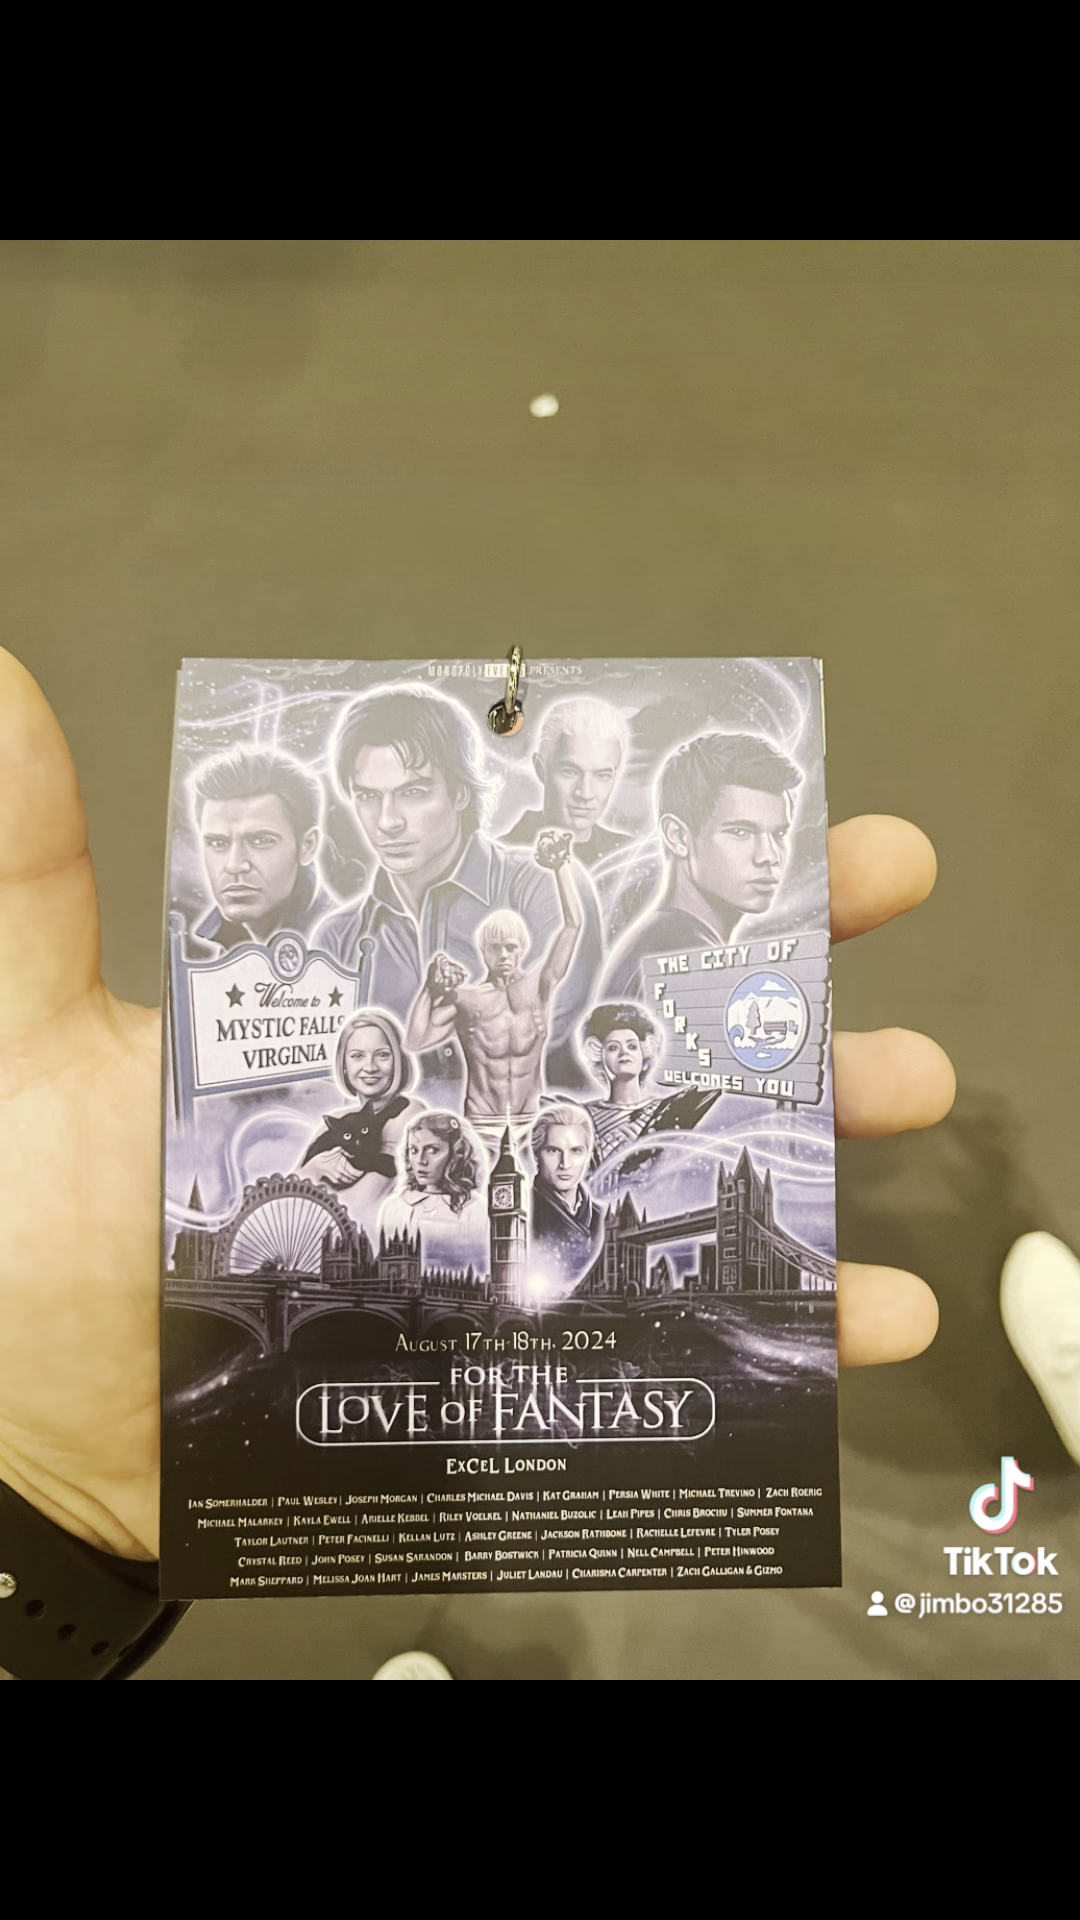 MONOPOLY EVENTS PRESENTS
★ Welcome to ★
MYSTIC FALLS
VIRGINIA
THE CITY OF
FORKS
WELCOMES YOU
AUGUST 17TH-18TH, 2024
FOR THE
LOVE OF FANTASY
EXCEL LONDON
IAN SOMERHALDER | PAUL WESLEY | JOSEPH MORGAN | CHARLES MICHAEL DAVIS | KAT GRAHAM | PERSIA WHITE | MICHAEL TREVINO | ZACH ROERIG
MICHAEL MALARKEY | KAYLA EWELL | ARIELLE KEBBEL | RILEY VOELKEL | NATHANIEL BUZOLIC | LEAH PIPES | CHRIS BROCHU | SUMMER FONTANA
TAYLOR LAUTNER | PETER FACINELLI | KELLAN LUTZ | ASHLEY GREENE | JACKSON RATHBONE | RACHELLE LEFEVRE | TYLER POSEY
CRYSTAL REED | JOHN POSEY | SUSAN SARANDON | BARRY BOSTWICK | PATRICIA QUINN | NELL CAMPBELL | PETER HINWOOD
MARK SHEPPARD | MELISSA JOAN HART | JAMES MARSTERS | JULIET LANDAU | CHARISMA CARPENTER | ZACH GALLIGAN & GIZMO
TikTok
@jimbo31285